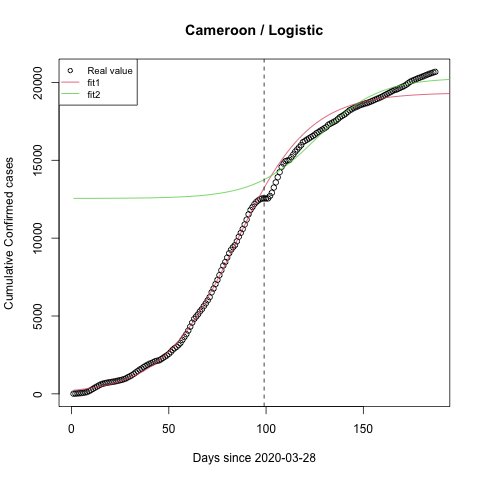 Cameroon / Logistic
Real value
fit1
fit2
Cumulative Confirmed cases
0
5000
10000
15000
20000
0
50
100
150
Days since 2020-03-28